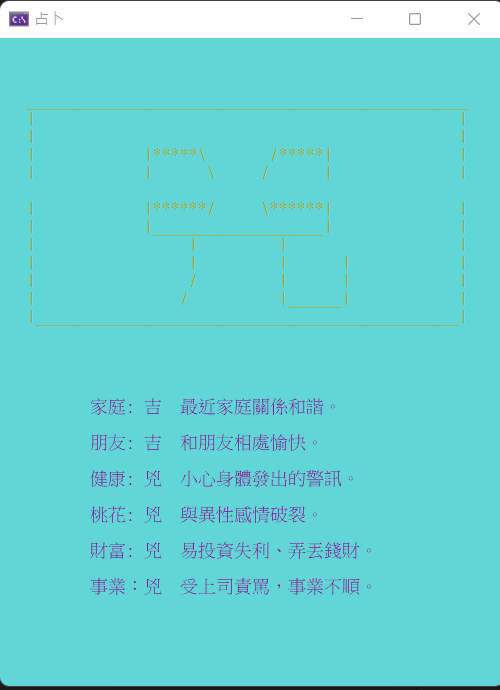 占卜
兇
家庭: 吉 最近家庭關係和諧。
朋友: 吉 和朋友相處愉快。
健康: 兇 小心身體發出的警訊。
桃花: 兇 與異性感情破裂。
財富: 兇 易投資失利、弄丟錢財。
事業：兇 受上司責罵，事業不順。